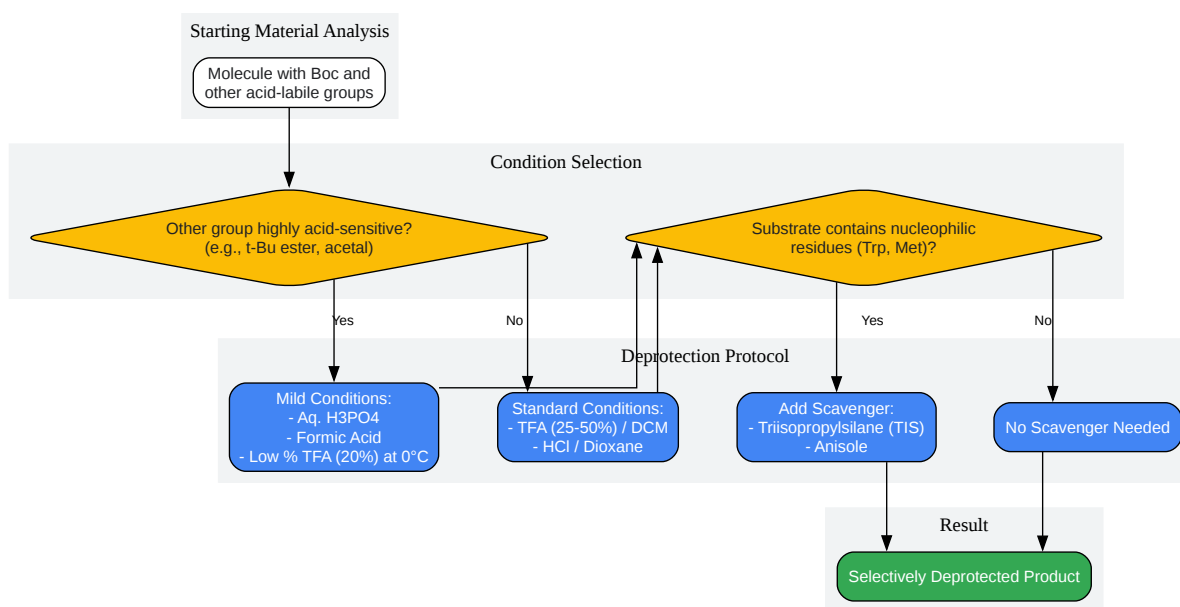 Starting Material Analysis
Molecule with Boc and
other acid-labile groups
Condition Selection
Other group highly acid-sensitive?
(e.g., t-Bu ester, acetal)
Substrate contains nucleophilic
residues (Trp, Met)?
Yes
No
Yes
No
Deprotection Protocol
Mild Conditions:
- Aq. H3PO4
- Formic Acid
- Low % TFA (20%) at 0°C
Standard Conditions:
- TFA (25-50%) / DCM
- HCl / Dioxane
Add Scavenger:
- Triisopropylsilane (TIS)
- Anisole
No Scavenger Needed
Result
Selectively Deprotected Product